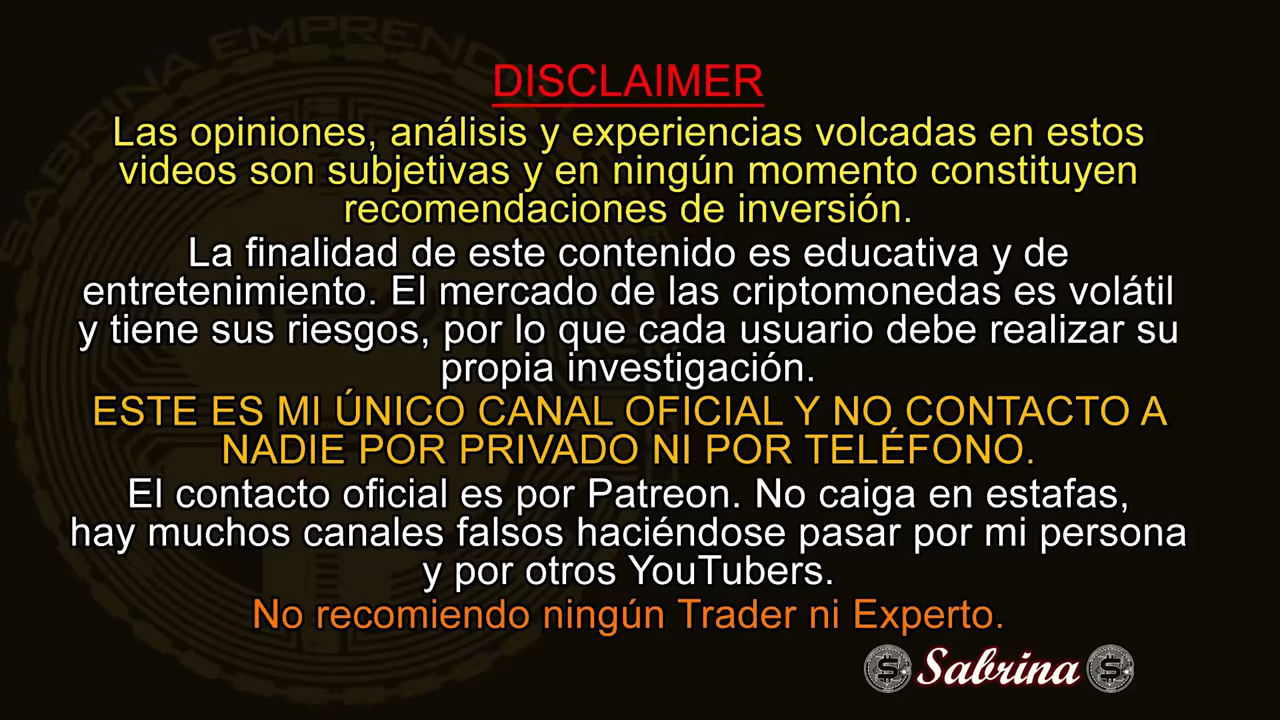 SABRINA EMPRENDE
DISCLAIMER
Las opiniones, análisis y experiencias volcadas en estos
videos son subjetivas y en ningún momento constituyen
recomendaciones de inversión.
La finalidad de este contenido es educativa y de
entretenimiento. El mercado de las criptomonedas es volátil
y tiene sus riesgos, por lo que cada usuario debe realizar su
propia investigación.
ESTE ES MI ÚNICO CANAL OFICIAL Y NO CONTACTO A
NADIE POR PRIVADO NI POR TELÉFONO.
El contacto oficial es por Patreon. No caiga en estafas,
hay muchos canales falsos haciéndose pasar por mi persona
y por otros YouTubers.
No recomiendo ningún Trader ni Experto.
Sabrina